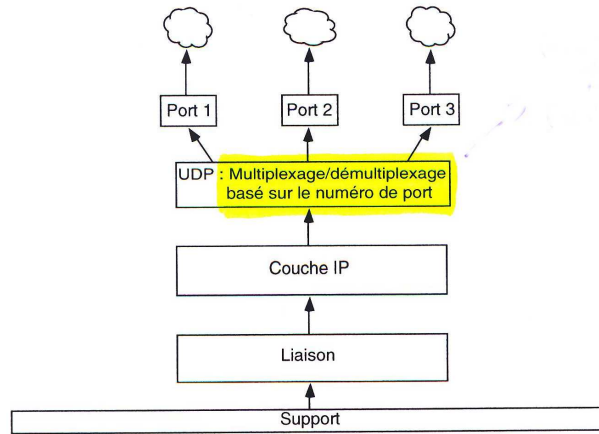 Port 1
Port 2
Port 3
UDP : Multiplexage/démultiplexage
basé sur le numéro de port
Couche IP
Liaison
Support